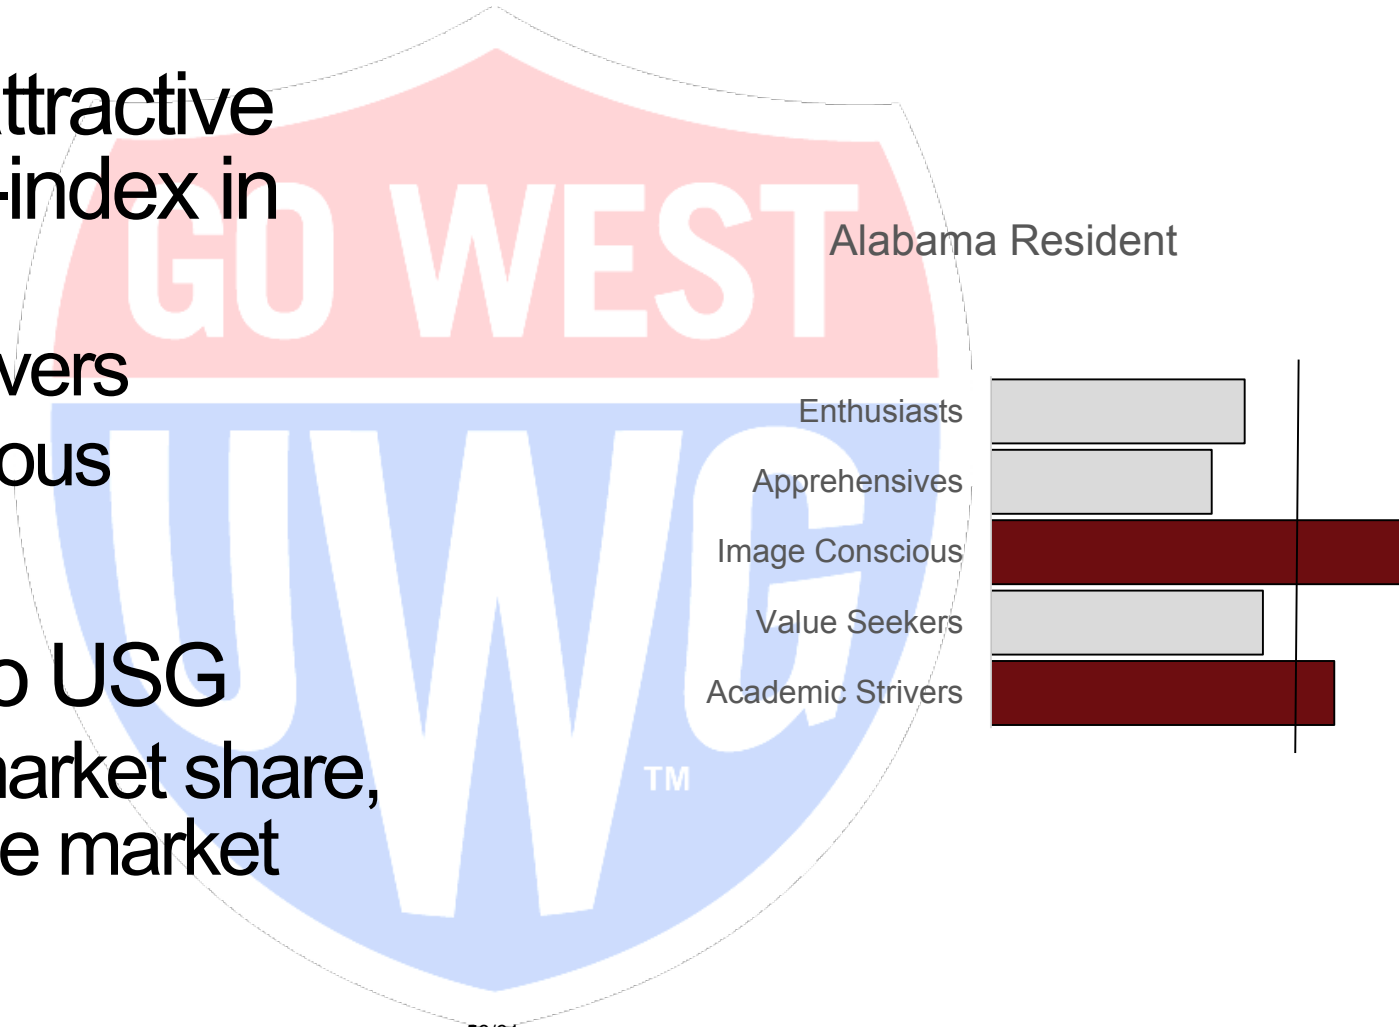 ttractive
-index in
vers
ous
o USG
market share,
e market
GO WEST
UWG
TM
Alabama Resident
Enthusiasts
Apprehensives
Image Conscious
Value Seekers
Academic Strivers